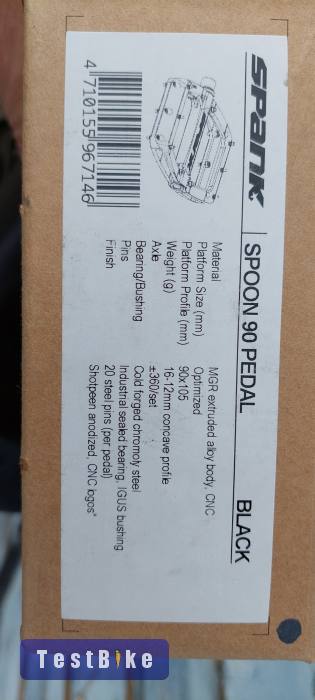 SPANK
SPOON 90 PEDAL
BLACK
Material MGR extruded alloy body, CNC
Optimized
Platform Size (mm) 90x105
Platform Profile (mm) 16-12mm concave profile
Weight (g) ±360/set
Axle Cold forged chromoly steel
Bearing/Bushing Industrial sealed bearing, IGUS bushing
Pins 20 steel pins (per pedal)
Finish Shotpeen anodized, CNC logos*
4 710155 967146
TestBike